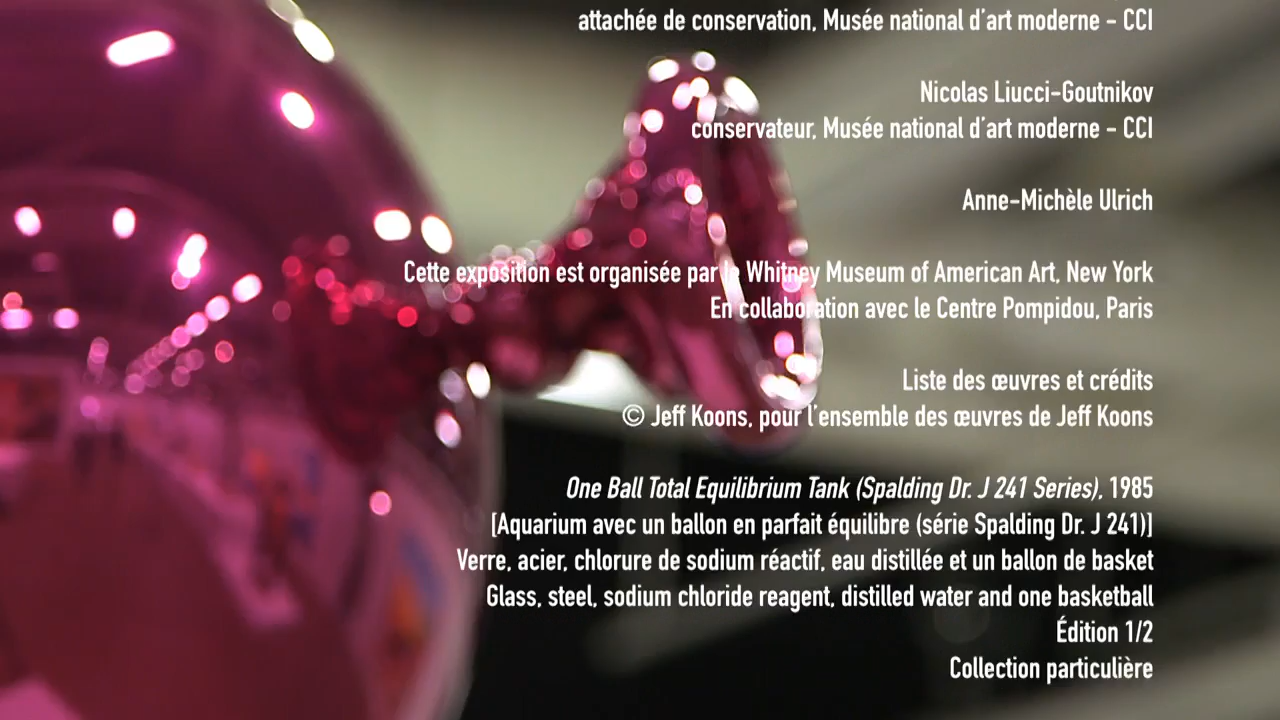 attachée de conservation, Musée national d'art moderne - CCI
Nicolas Liucci-Goutnikov
conservateur, Musée national d'art moderne - CCI
Anne-Michèle Ulrich
Cette exposition est organisée par le Whitney Museum of American Art, New York
En collaboration avec le Centre Pompidou, Paris
Liste des œuvres et crédits
© Jeff Koons, pour l'ensemble des œuvres de Jeff Koons
One Ball Total Equilibrium Tank (Spalding Dr. J 241 Series), 1985
[Aquarium avec un ballon en parfait équilibre (série Spalding Dr. J 241)]
Verre, acier, chlorure de sodium réactif, eau distillée et un ballon de basket
Glass, steel, sodium chloride reagent, distilled water and one basketball
Édition 1/2
Collection particulière